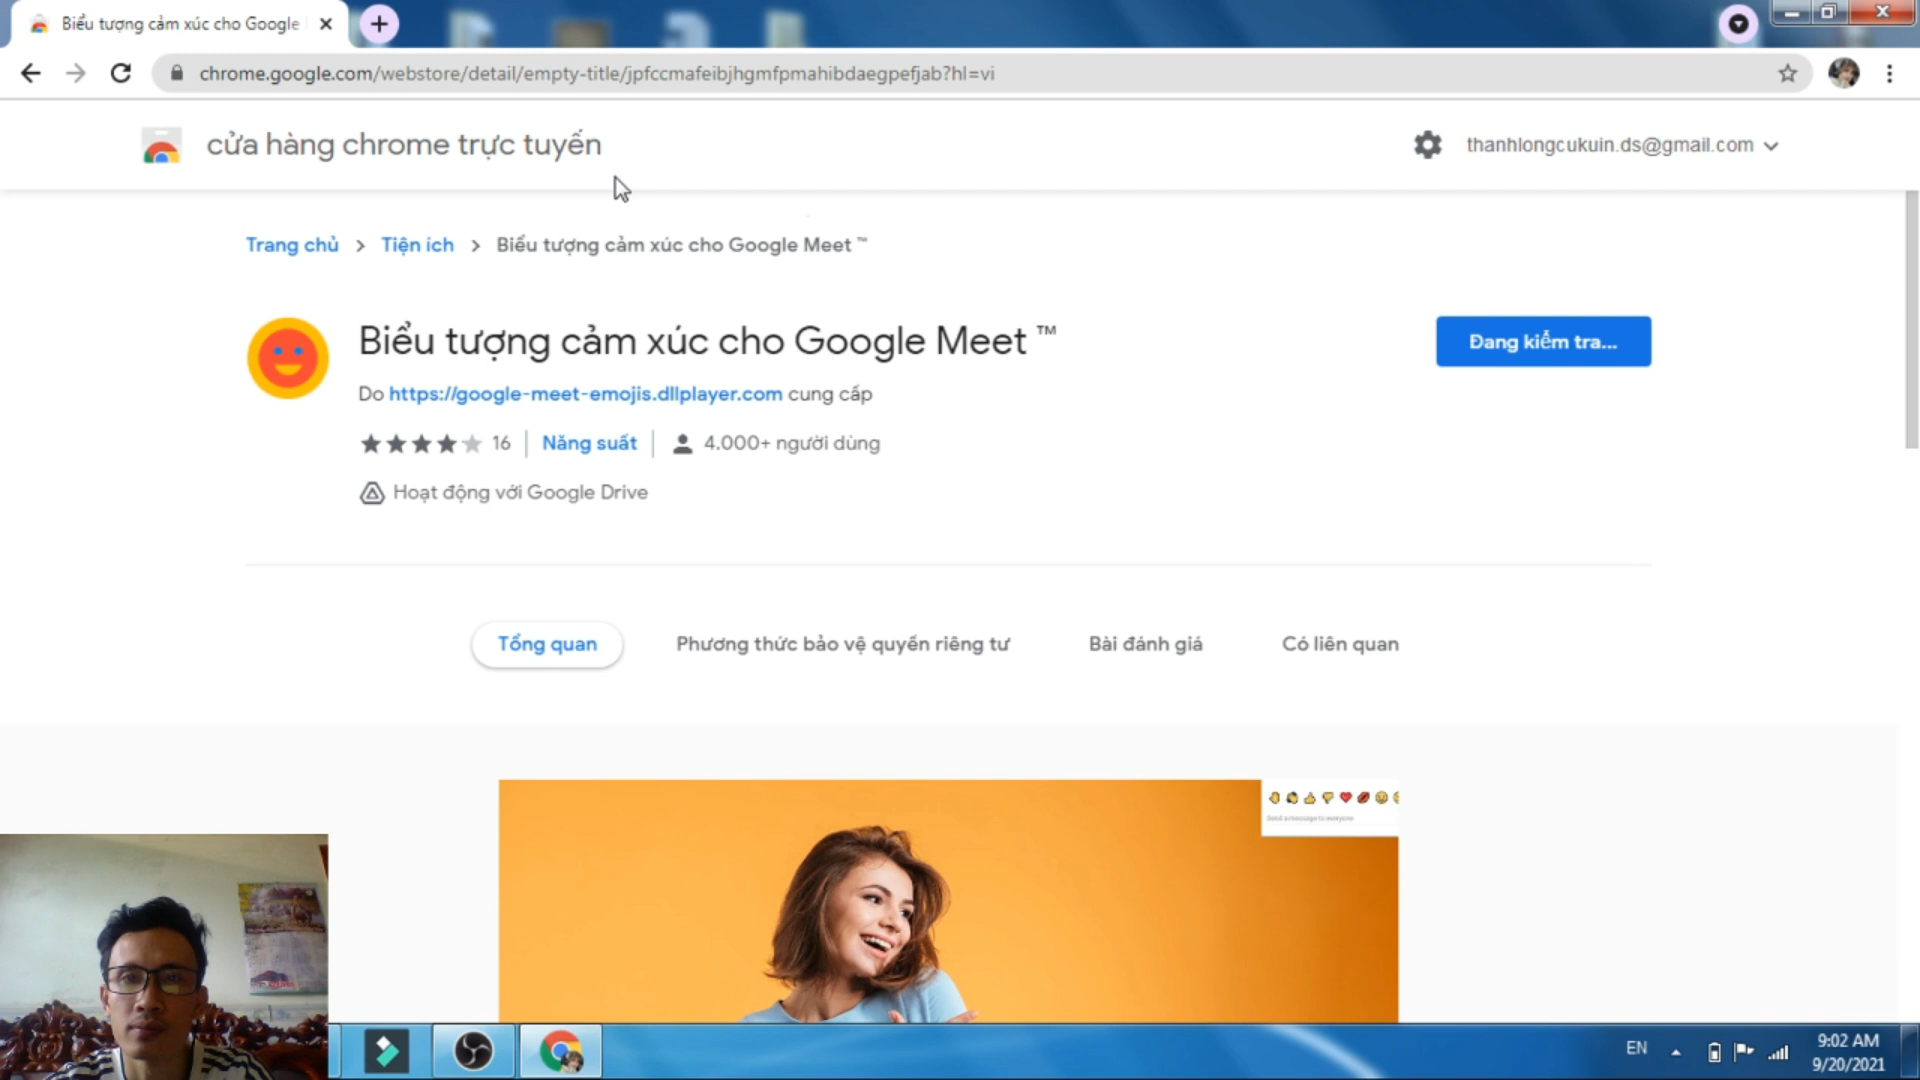 Biểu tượng cảm xúc cho Google
chrome.google.com/webstore/detail/empty-title/jpfccmafeibjhgmfpmahibdaegpefjab?hl=vi
cửa hàng chrome trực tuyến
thanhlongcukuin.ds@gmail.com
Trang chủ > Tiện ích > Biểu tượng cảm xúc cho Google Meet ™
Biểu tượng cảm xúc cho Google Meet ™
Đang kiểm tra...
Do https://google-meet-emojis.dllplayer.com cung cấp
16 | Năng suất | 4.000+ người dùng
Hoạt động với Google Drive
Tổng quan
Phương thức bảo vệ quyền riêng tư
Bài đánh giá
Có liên quan
Send a message to everyone
EN
9:02 AM
9/20/2021